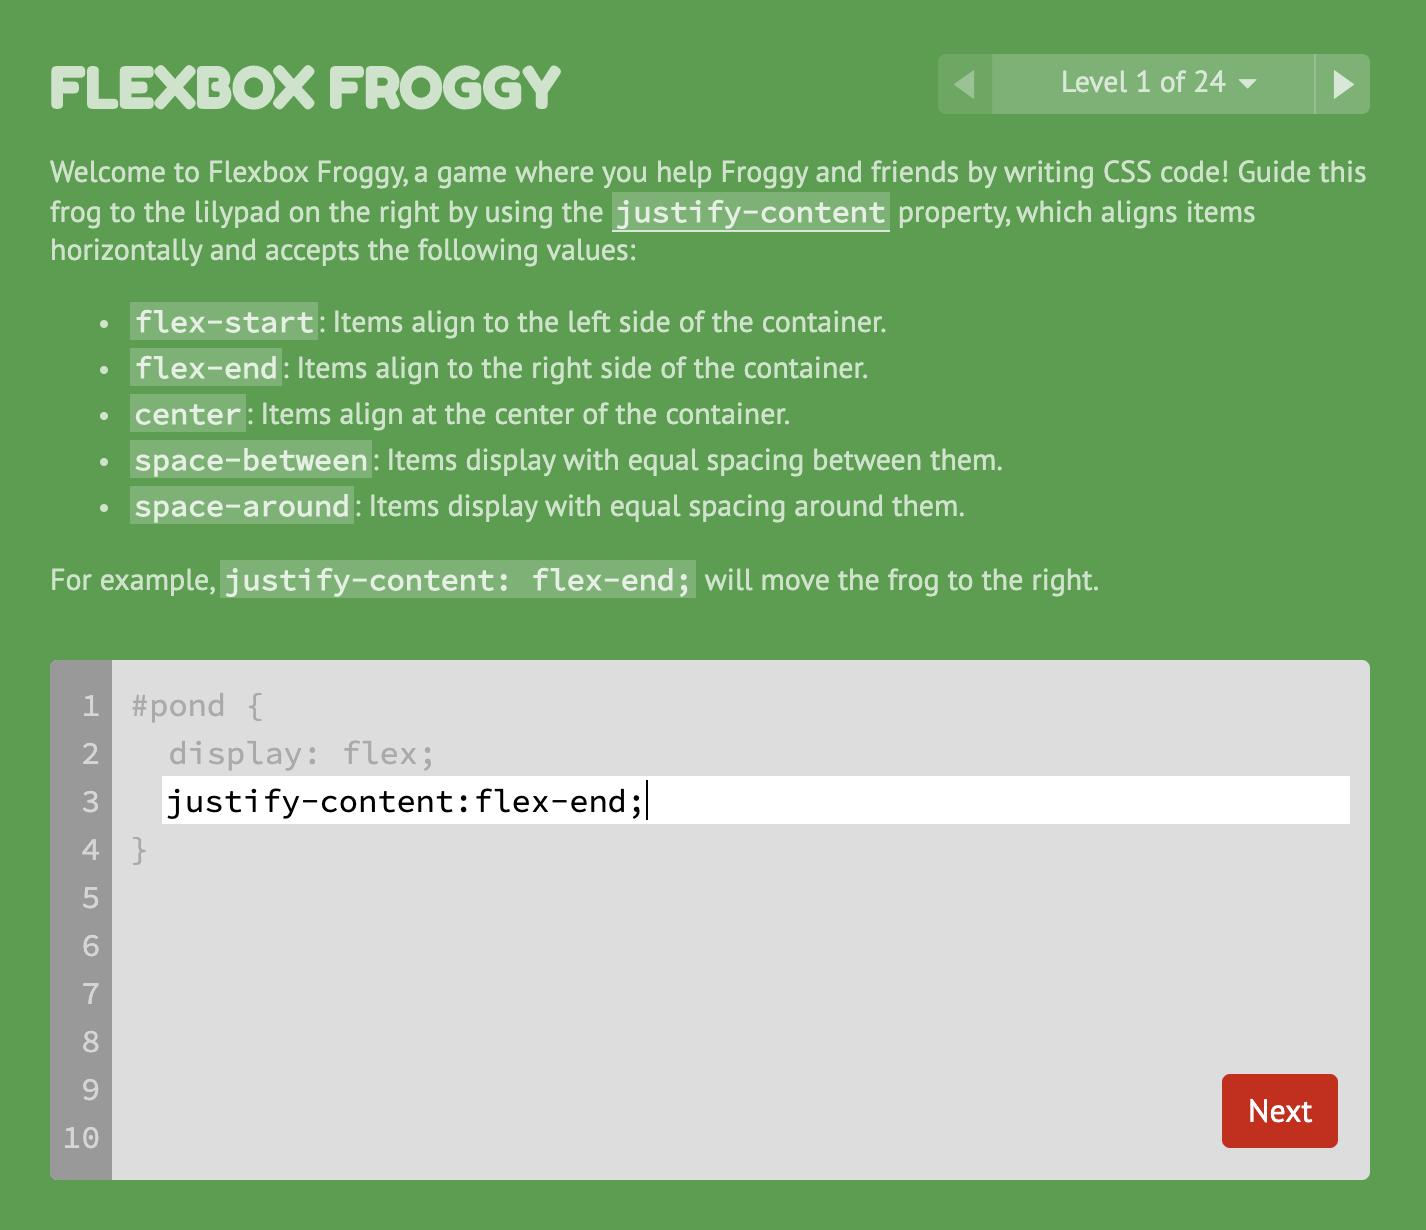 FLEXBOX FROGGY
Level 1 of 24
Welcome to Flexbox Froggy, a game where you help Froggy and friends by writing CSS code! Guide this
frog to the lilypad on the right by using the justify-content property, which aligns items
horizontally and accepts the following values:
• flex-start: Items align to the left side of the container.
• flex-end: Items align to the right side of the container.
• center: Items align at the center of the container.
• space-between: Items display with equal spacing between them.
• space-around: Items display with equal spacing around them.
For example, justify-content: flex-end; will move the frog to the right.
1 #pond {
2 display: flex;
3 justify-content:flex-end;
4 }
5
6
7
8
9
10
Next